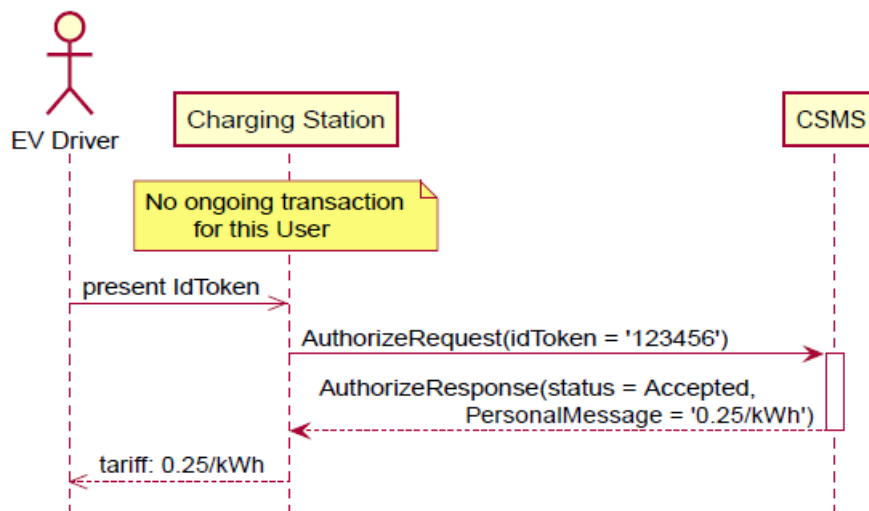 EV Driver
Charging Station
CSMS
No ongoing transaction
for this User
present IdToken
AuthorizeRequest(idToken = '123456')
AuthorizeResponse(status = Accepted,
PersonalMessage = '0.25/kWh')
tariff: 0.25/kWh